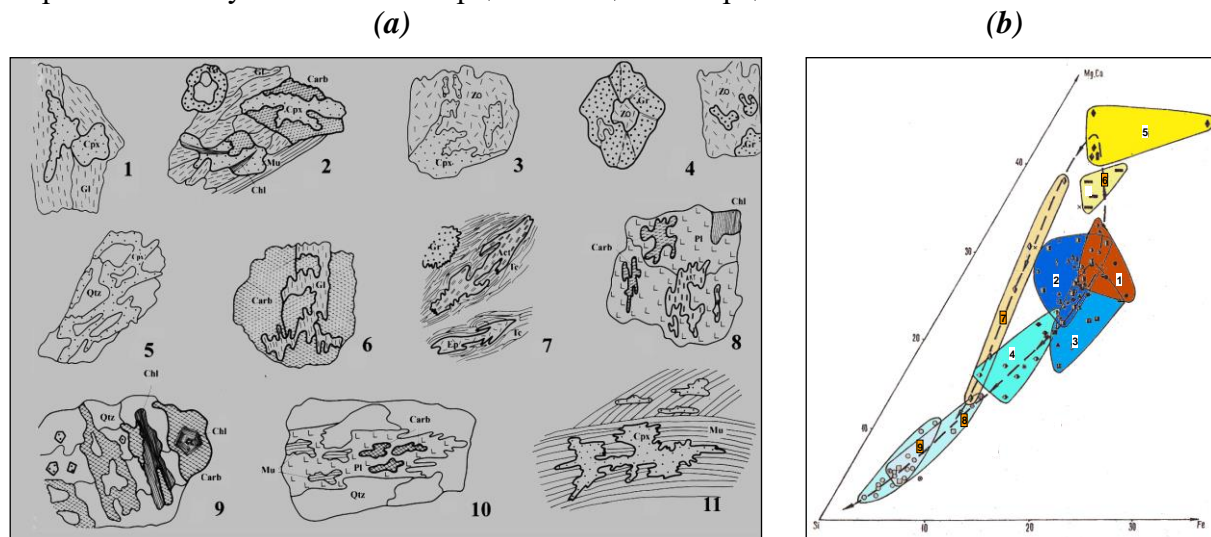 (a) (b)
Cpx
Gl
1
Gl
Carb
Cpx
Mu
Chl
2
Zo
Cpx
3
Gr
Zo
Zo
Gr
4
Cpx
Qtz
5
Carb
Gl
6
Gr
Act
Tc
Ep
Tc
7
Chl
Pl
Carb
8
Chl
Qtz
Chl
Carb
9
Carb
Mu
Pl
Qtz
10
Mu
Cpx
11
Mg,Ca
40
30
20
10
5
6
1
2
7
3
4
8
9
Si
10
20
30
Fe